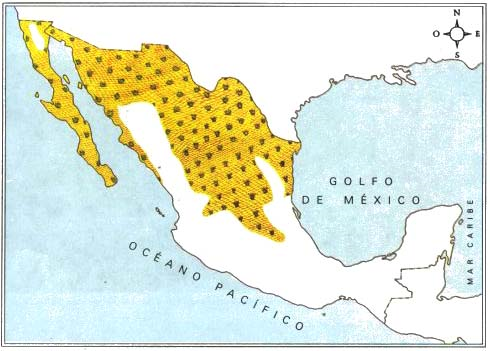 N
O E
S
GOLFO
DE MÉXICO
MAR CARIBE
OCÉANO PACÍFICO